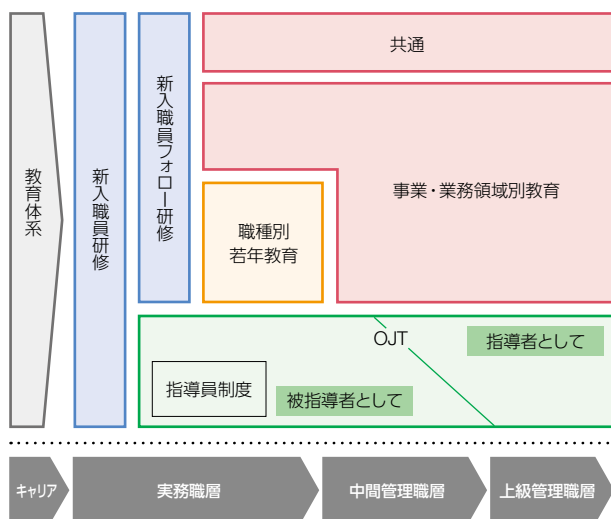 教育体系
新入職員研修
新入職員フォロー研修
共通
事業・業務領域別教育
職種別
若年教育
OJT
指導者として
指導員制度
被指導者として
キャリア
実務職層
中間管理職層
上級管理職層